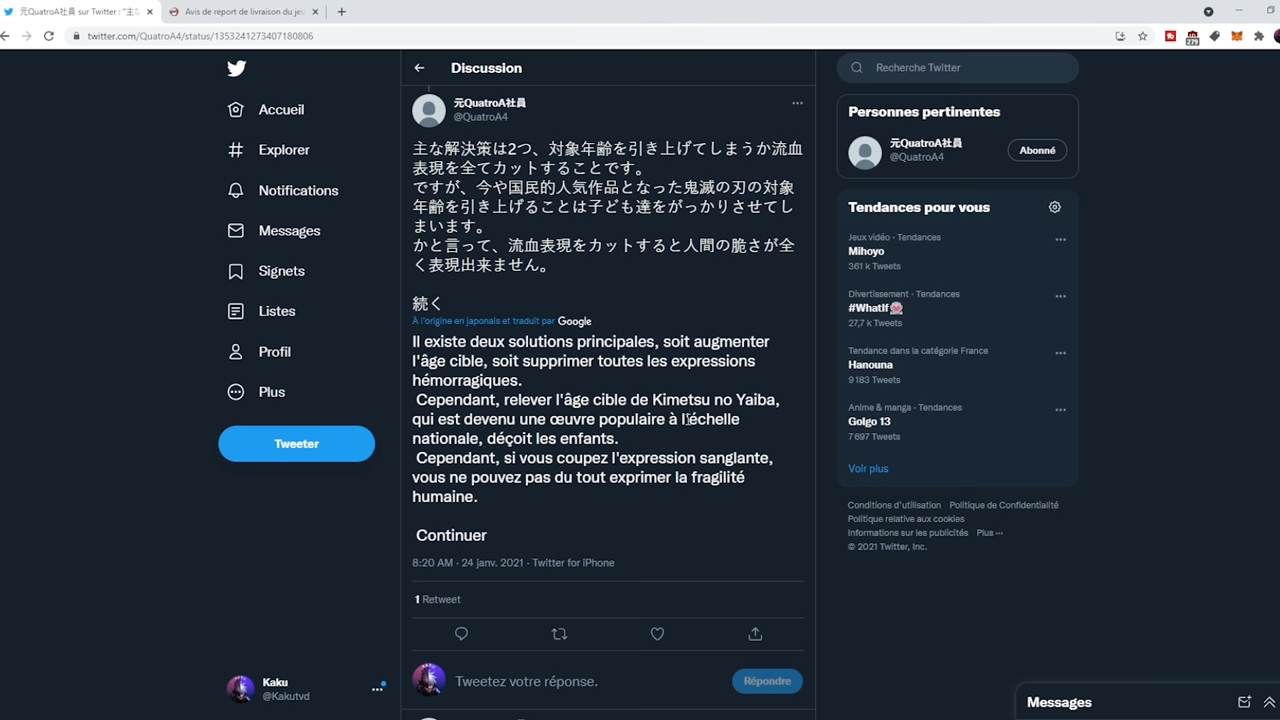 元QuatroA社員 sur Twitter : "主な
Avis de report de livraison du jeu
twitter.com/QuatroA4/status/1353241273407180806
279
Accueil
Explorer
Notifications
Messages
Signets
Listes
Profil
Plus
Tweeter
Kaku
@Kakutvd
Discussion
元QuatroA社員
@QuatroA4
主な解決策は2つ、対象年齢を引き上げてしまうか流血
表現を全てカットすることです。
ですが、今や国民的人気作品となった鬼滅の刃の対象
年齢を引き上げることは子ども達をがっかりさせてし
まいます。
かと言って、流血表現をカットすると人間の脆さが全
く表現出来ません。
続く
À l'origine en japonais et traduit par Google
Il existe deux solutions principales, soit augmenter
l'âge cible, soit supprimer toutes les expressions
hémorragiques.
Cependant, relever l'âge cible de Kimetsu no Yaiba,
qui est devenu une œuvre populaire à l'échelle
nationale, déçoit les enfants.
Cependant, si vous coupez l'expression sanglante,
vous ne pouvez pas du tout exprimer la fragilité
humaine.
Continuer
8:20 AM · 24 janv. 2021 · Twitter for iPhone
1 Retweet
Tweetez votre réponse.
Répondre
Recherche Twitter
Personnes pertinentes
元QuatroA社員
@QuatroA4
Abonné
Tendances pour vous
Jeux vidéo · Tendances
Mihoyo
361 k Tweets
Divertissement · Tendances
#WhatIf
27,7 k Tweets
Tendance dans la catégorie France
Hanouna
9 183 Tweets
Anime & manga · Tendances
Golgo 13
7 697 Tweets
Voir plus
Conditions d'utilisation Politique de Confidentialité
Politique relative aux cookies
Informations sur les publicités Plus ···
© 2021 Twitter, Inc.
Messages